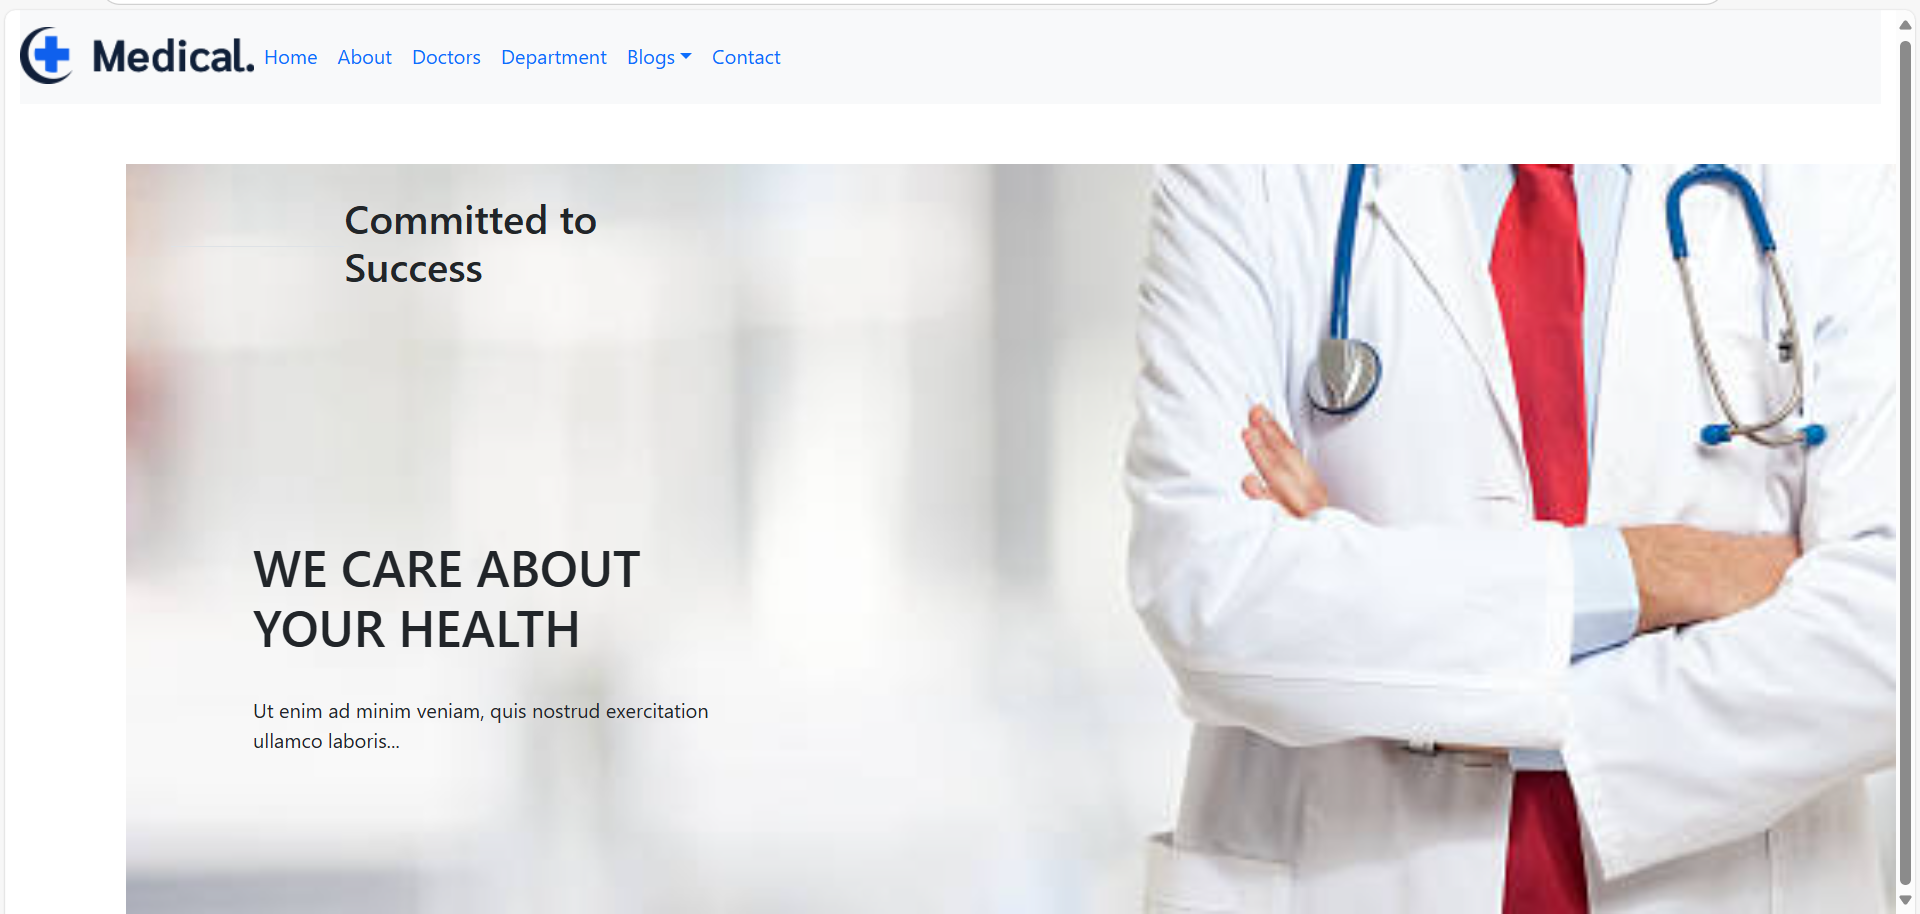 Medical. Home About Doctors Department Blogs Contact
Committed to
Success
WE CARE ABOUT
YOUR HEALTH
Ut enim ad minim veniam, quis nostrud exercitation
ullamco laboris...